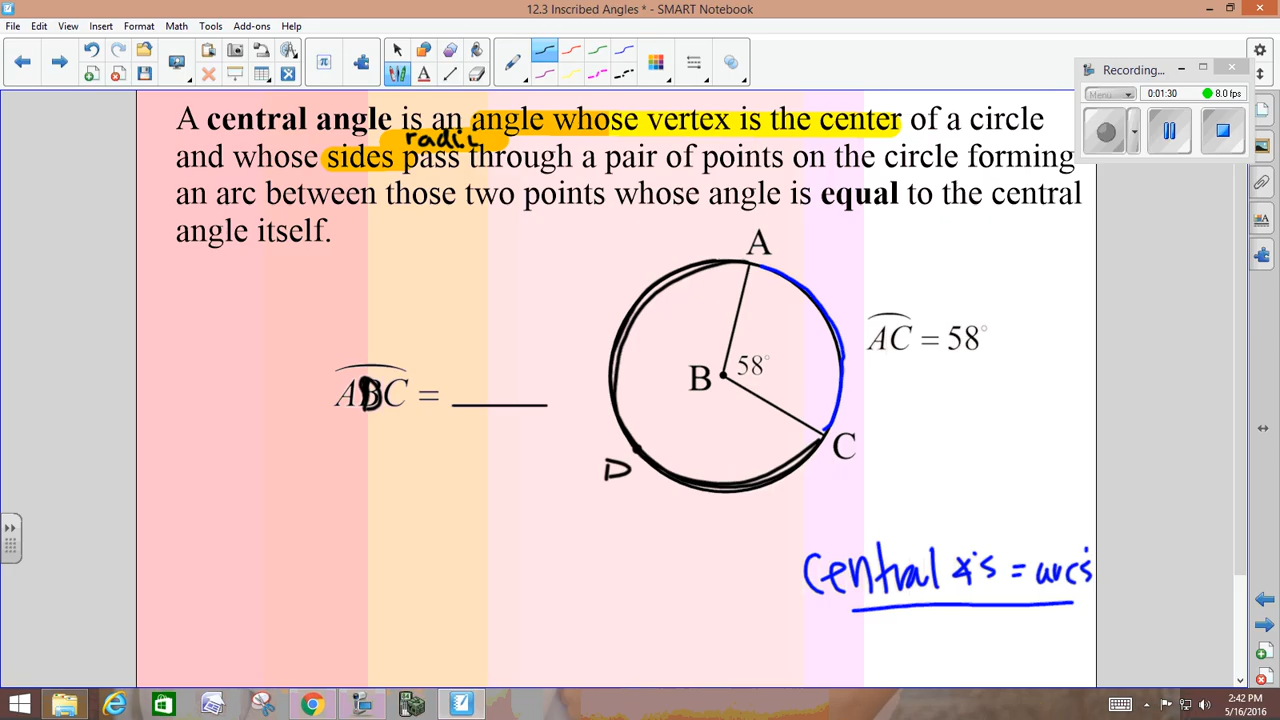 12.3 Inscribed Angles * - SMART Notebook
File Edit View Insert Format Math Tools Add-ons Help
Recording...
Menu 0:01:30 8.0 fps
A central angle is an angle whose vertex is the center of a circle
radii
and whose sides pass through a pair of points on the circle forming
an arc between those two points whose angle is equal to the central
angle itself.
A
AC = 58°
B 58°
ADC = ______
C
D
central ∡'s = arc's
2:42 PM
5/16/2016